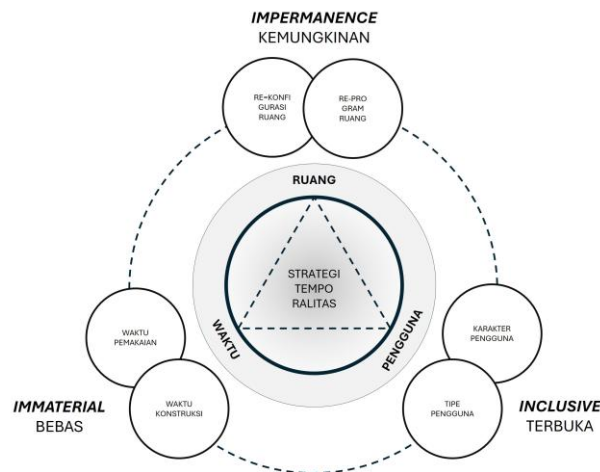 IMPERMANENCE
KEMUNGKINAN
RE-KONFI
GURASI
RUANG
RE-PRO
GRAM
RUANG
RUANG
STRATEGI
TEMPO
RALITAS
WAKTU
PENGGUNA
WAKTU
PEMAKAIAN
WAKTU
KONSTRUKSI
KARAKTER
PENGGUNA
TIPE
PENGGUNA
IMMATERIAL
BEBAS
INCLUSIVE
TERBUKA